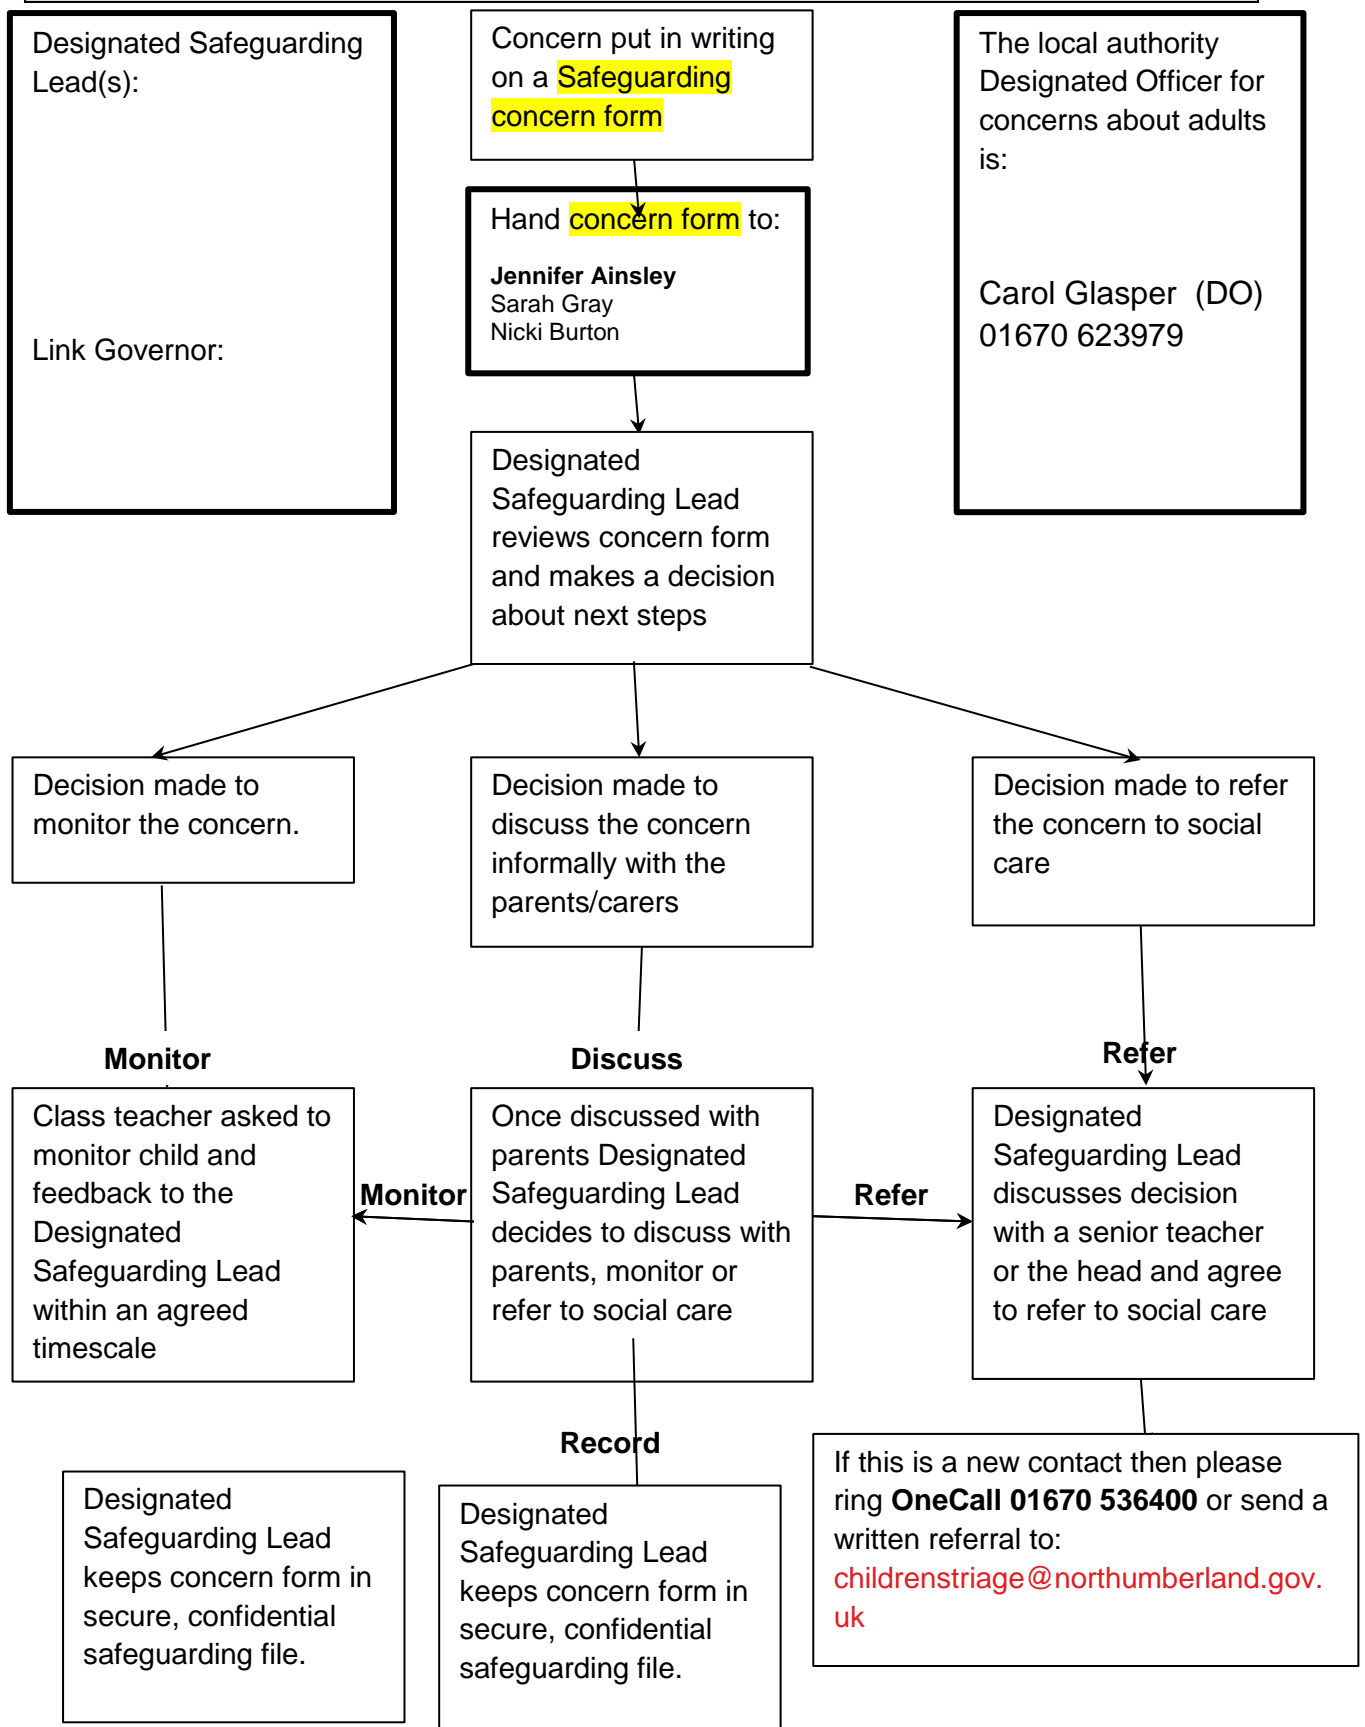 Designated Safeguarding
Lead(s):
Link Governor:
Concern put in writing
on a Safeguarding
concern form
The local authority
Designated Officer for
concerns about adults
is:
Carol Glasper  (DO)
01670 623979
Hand concern form to:
Jennifer Ainsley
Sarah Gray
Nicki Burton
Designated
Safeguarding Lead
reviews concern form
and makes a decision
about next steps
Decision made to
monitor the concern.
Decision made to
discuss the concern
informally with the
parents/carers
Decision made to refer
the concern to social
care
Monitor
Discuss
Refer
Class teacher asked to
monitor child and
feedback to the
Designated
Safeguarding Lead
within an agreed
timescale
Monitor
Once discussed with
parents Designated
Safeguarding Lead
decides to discuss with
parents, monitor or
refer to social care
Refer
Designated
Safeguarding Lead
discusses decision
with a senior teacher
or the head and agree
to refer to social care
Record
Designated
Safeguarding Lead
keeps concern form in
secure, confidential
safeguarding file.
Designated
Safeguarding Lead
keeps concern form in
secure, confidential
safeguarding file.
If this is a new contact then please
ring OneCall 01670 536400 or send a
written referral to:
childrenstriage@northumberland.gov.
uk